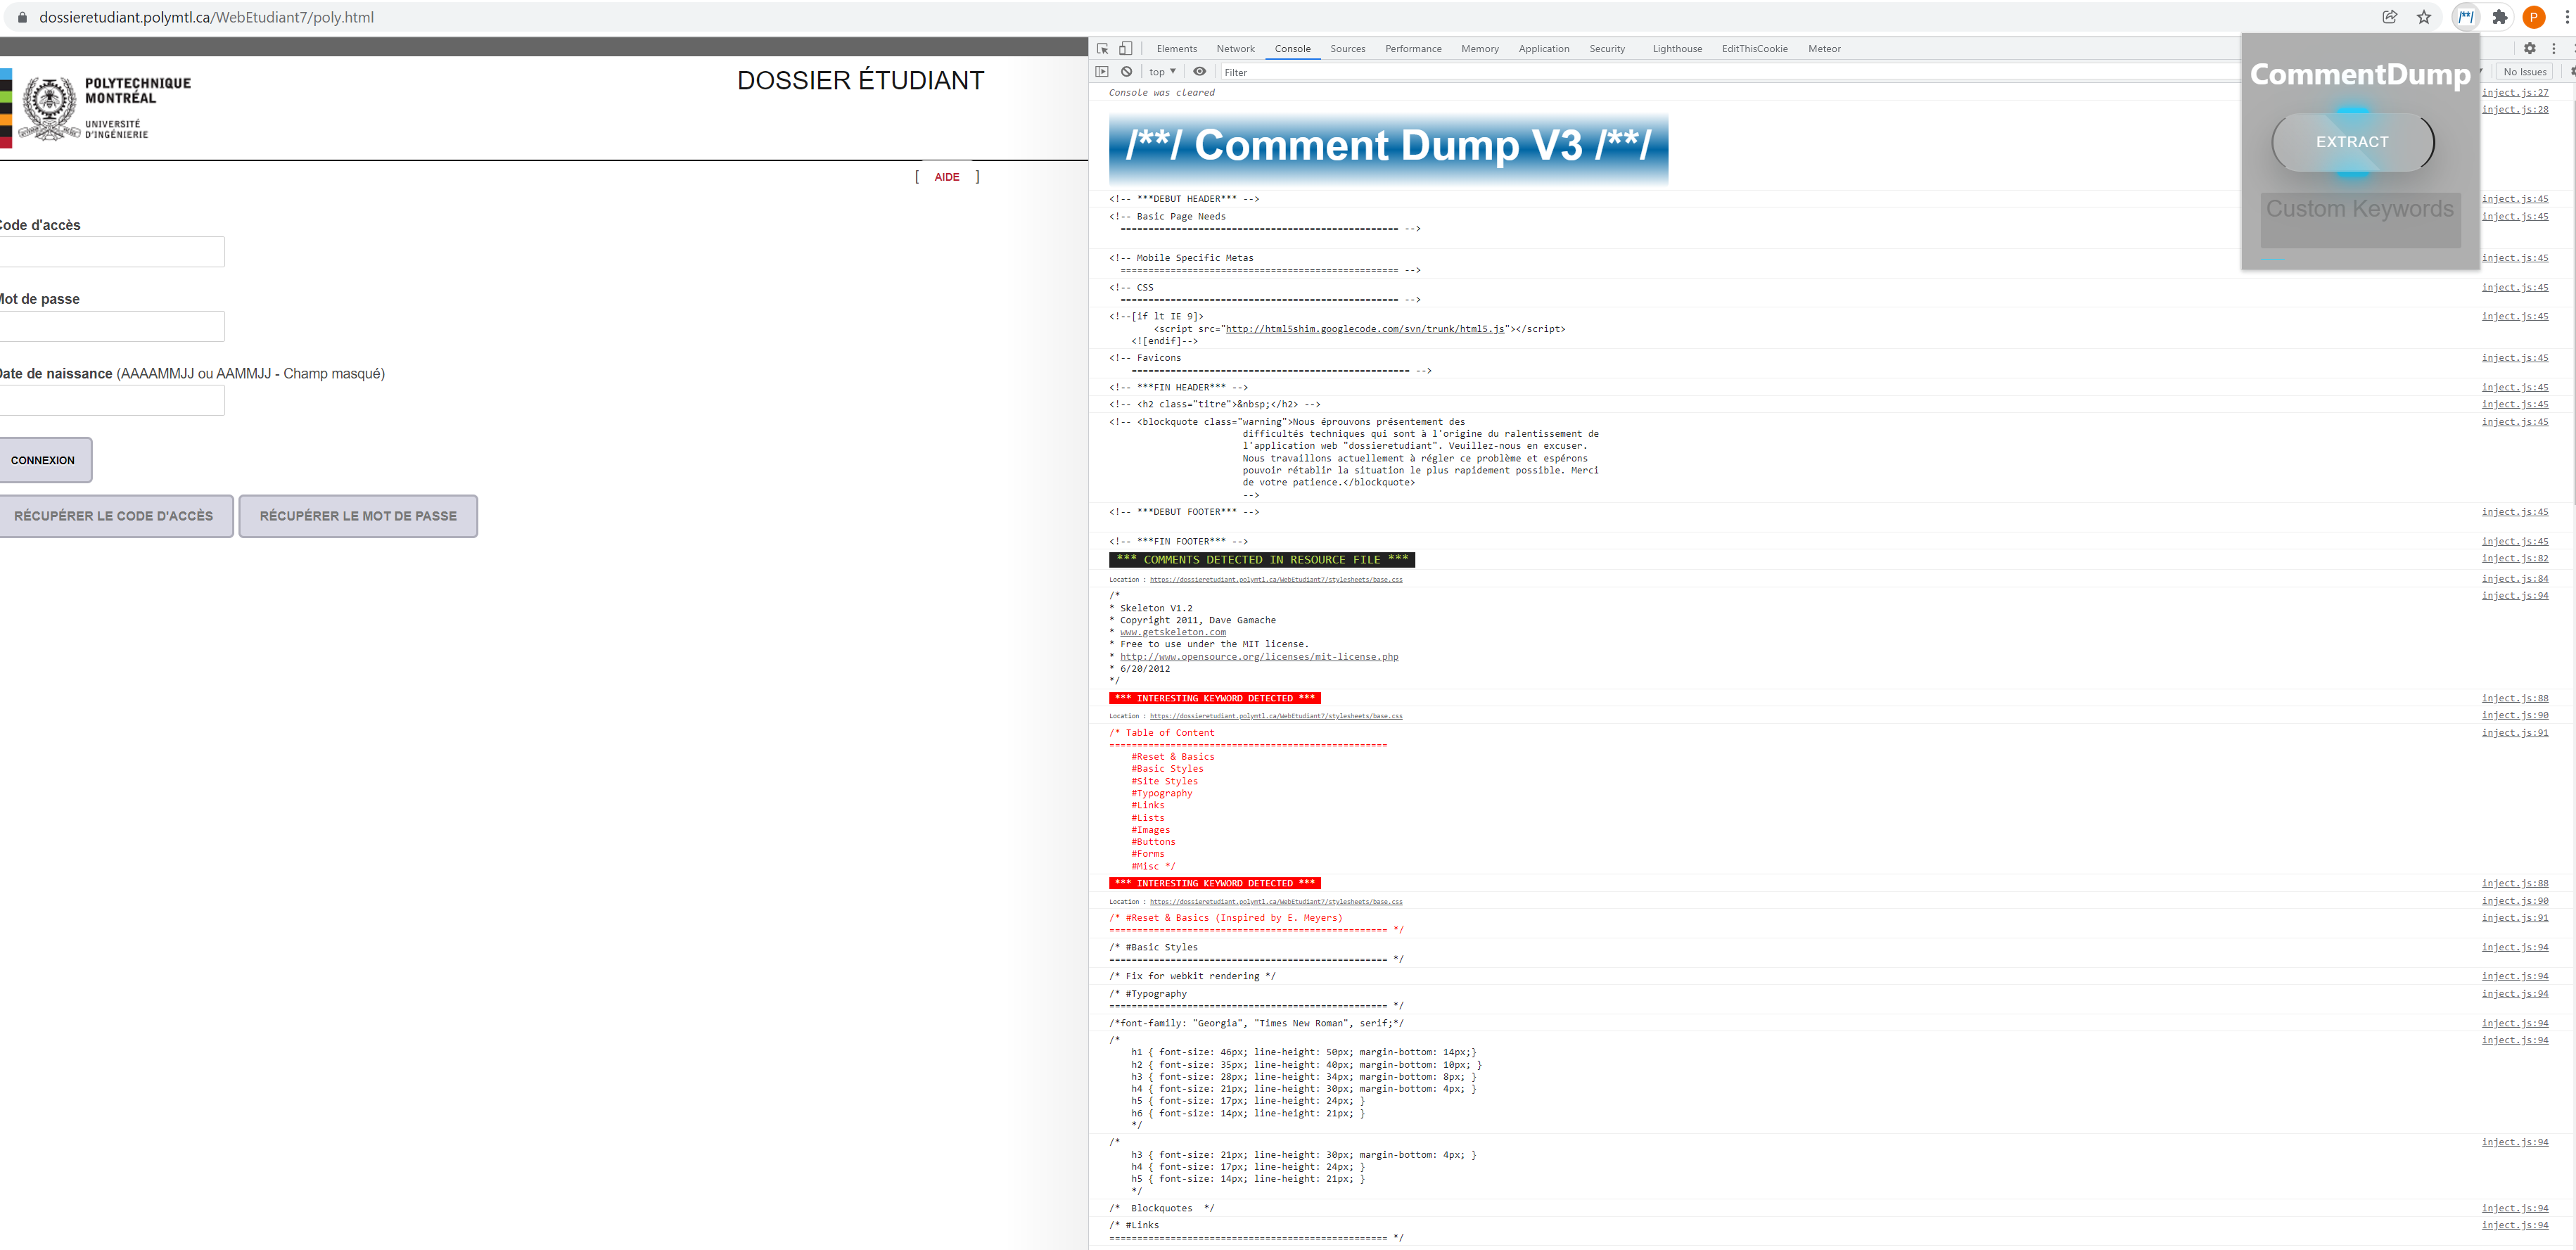 dossieretudiant.polymtl.ca/WebEtudiant7/poly.html
P
POLYTECHNIQUE
MONTRÉAL
UNIVERSITÉ
D'INGÉNIERIE
DOSSIER ÉTUDIANT
[ AIDE ]
Code d'accès
Mot de passe
Date de naissance (AAAAMMJJ ou AAMMJJ - Champ masqué)
CONNEXION
RÉCUPÉRER LE CODE D'ACCÈS RÉCUPÉRER LE MOT DE PASSE
Elements Network Console Sources Performance Memory Application Security Lighthouse EditThisCookie Meteor
top Filter No Issues
CommentDump
EXTRACT
Custom Keywords
Console was cleared inject.js:27
/**/ Comment Dump V3 /**/ inject.js:28
<!-- ***DEBUT HEADER*** --> inject.js:45
<!-- Basic Page Needs inject.js:45
================================================== -->
<!-- Mobile Specific Metas inject.js:45
================================================== -->
<!-- CSS inject.js:45
================================================== -->
<!--[if lt IE 9]> inject.js:45
<script src="http://html5shim.googlecode.com/svn/trunk/html5.js"></script>
<![endif]-->
<!-- Favicons inject.js:45
================================================== -->
<!-- ***FIN HEADER*** --> inject.js:45
<!-- <h2 class="titre">&nbsp;</h2> --> inject.js:45
<!-- <blockquote class="warning">Nous éprouvons présentement des inject.js:45
difficultés techniques qui sont à l'origine du ralentissement de
l'application web "dossieretudiant". Veuillez-nous en excuser.
Nous travaillons actuellement à régler ce problème et espérons
pouvoir rétablir la situation le plus rapidement possible. Merci
de votre patience.</blockquote>
-->
<!-- ***DEBUT FOOTER*** --> inject.js:45
<!-- ***FIN FOOTER*** --> inject.js:45
*** COMMENTS DETECTED IN RESOURCE FILE *** inject.js:82
Location : https://dossieretudiant.polymtl.ca/WebEtudiant7/stylesheets/base.css inject.js:84
/* inject.js:94
* Skeleton V1.2
* Copyright 2011, Dave Gamache
* www.getskeleton.com
* Free to use under the MIT license.
* http://www.opensource.org/licenses/mit-license.php
* 6/20/2012
*/
*** INTERESTING KEYWORD DETECTED *** inject.js:88
Location : https://dossieretudiant.polymtl.ca/WebEtudiant7/stylesheets/base.css inject.js:90
/* Table of Content inject.js:91
==================================================
#Reset & Basics
#Basic Styles
#Site Styles
#Typography
#Links
#Lists
#Images
#Buttons
#Forms
#Misc */
*** INTERESTING KEYWORD DETECTED *** inject.js:88
Location : https://dossieretudiant.polymtl.ca/WebEtudiant7/stylesheets/base.css inject.js:90
/* #Reset & Basics (Inspired by E. Meyers) inject.js:91
================================================== */
/* #Basic Styles inject.js:94
================================================== */
/* Fix for webkit rendering */ inject.js:94
/* #Typography inject.js:94
================================================== */
/*font-family: "Georgia", "Times New Roman", serif;*/ inject.js:94
/* inject.js:94
h1 { font-size: 46px; line-height: 50px; margin-bottom: 14px;}
h2 { font-size: 35px; line-height: 40px; margin-bottom: 10px; }
h3 { font-size: 28px; line-height: 34px; margin-bottom: 8px; }
h4 { font-size: 21px; line-height: 30px; margin-bottom: 4px; }
h5 { font-size: 17px; line-height: 24px; }
h6 { font-size: 14px; line-height: 21px; }
*/
/* inject.js:94
h3 { font-size: 21px; line-height: 30px; margin-bottom: 4px; }
h4 { font-size: 17px; line-height: 24px; }
h5 { font-size: 14px; line-height: 21px; }
*/
/* Blockquotes */ inject.js:94
/* #Links inject.js:94
================================================== */